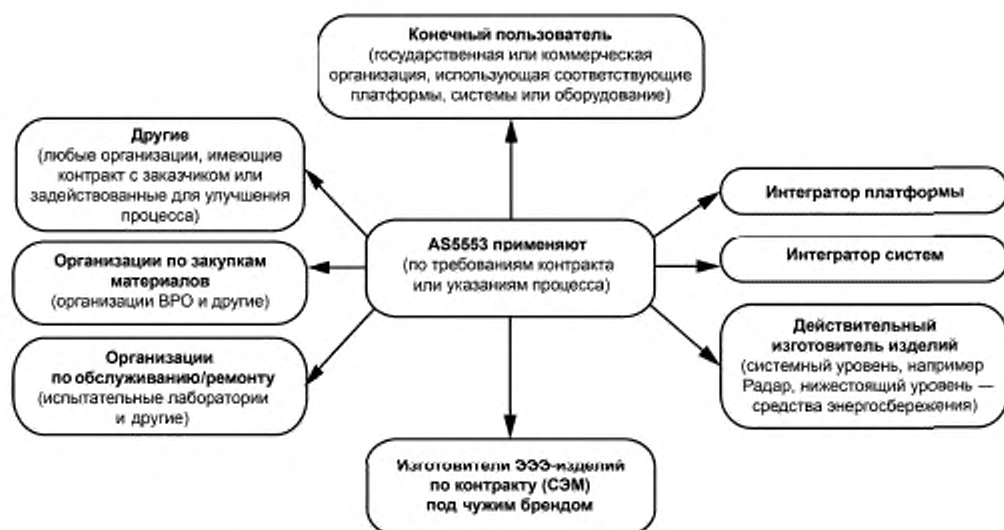 Конечный пользователь
(государственная или коммерческая
организация, использующая соответствующие
платформы, системы или оборудование)
Другие
(любые организации, имеющие
контракт с заказчиком или
задействованные для улучшения
процесса)
Организации по закупкам
материалов
(организации ВРО и другие)
Организации
по обслуживанию/ремонту
(испытательные лаборатории
и другие)
AS5553 применяют
(по требованиям контракта
или указаниям процесса)
Интегратор платформы
Интегратор систем
Действительный
изготовитель изделий
(системный уровень, например
Радар, нижестоящий уровень —
средства энергосбережения)
Изготовители ЭЭЭ-изделий
по контракту (СЭМ)
под чужим брендом